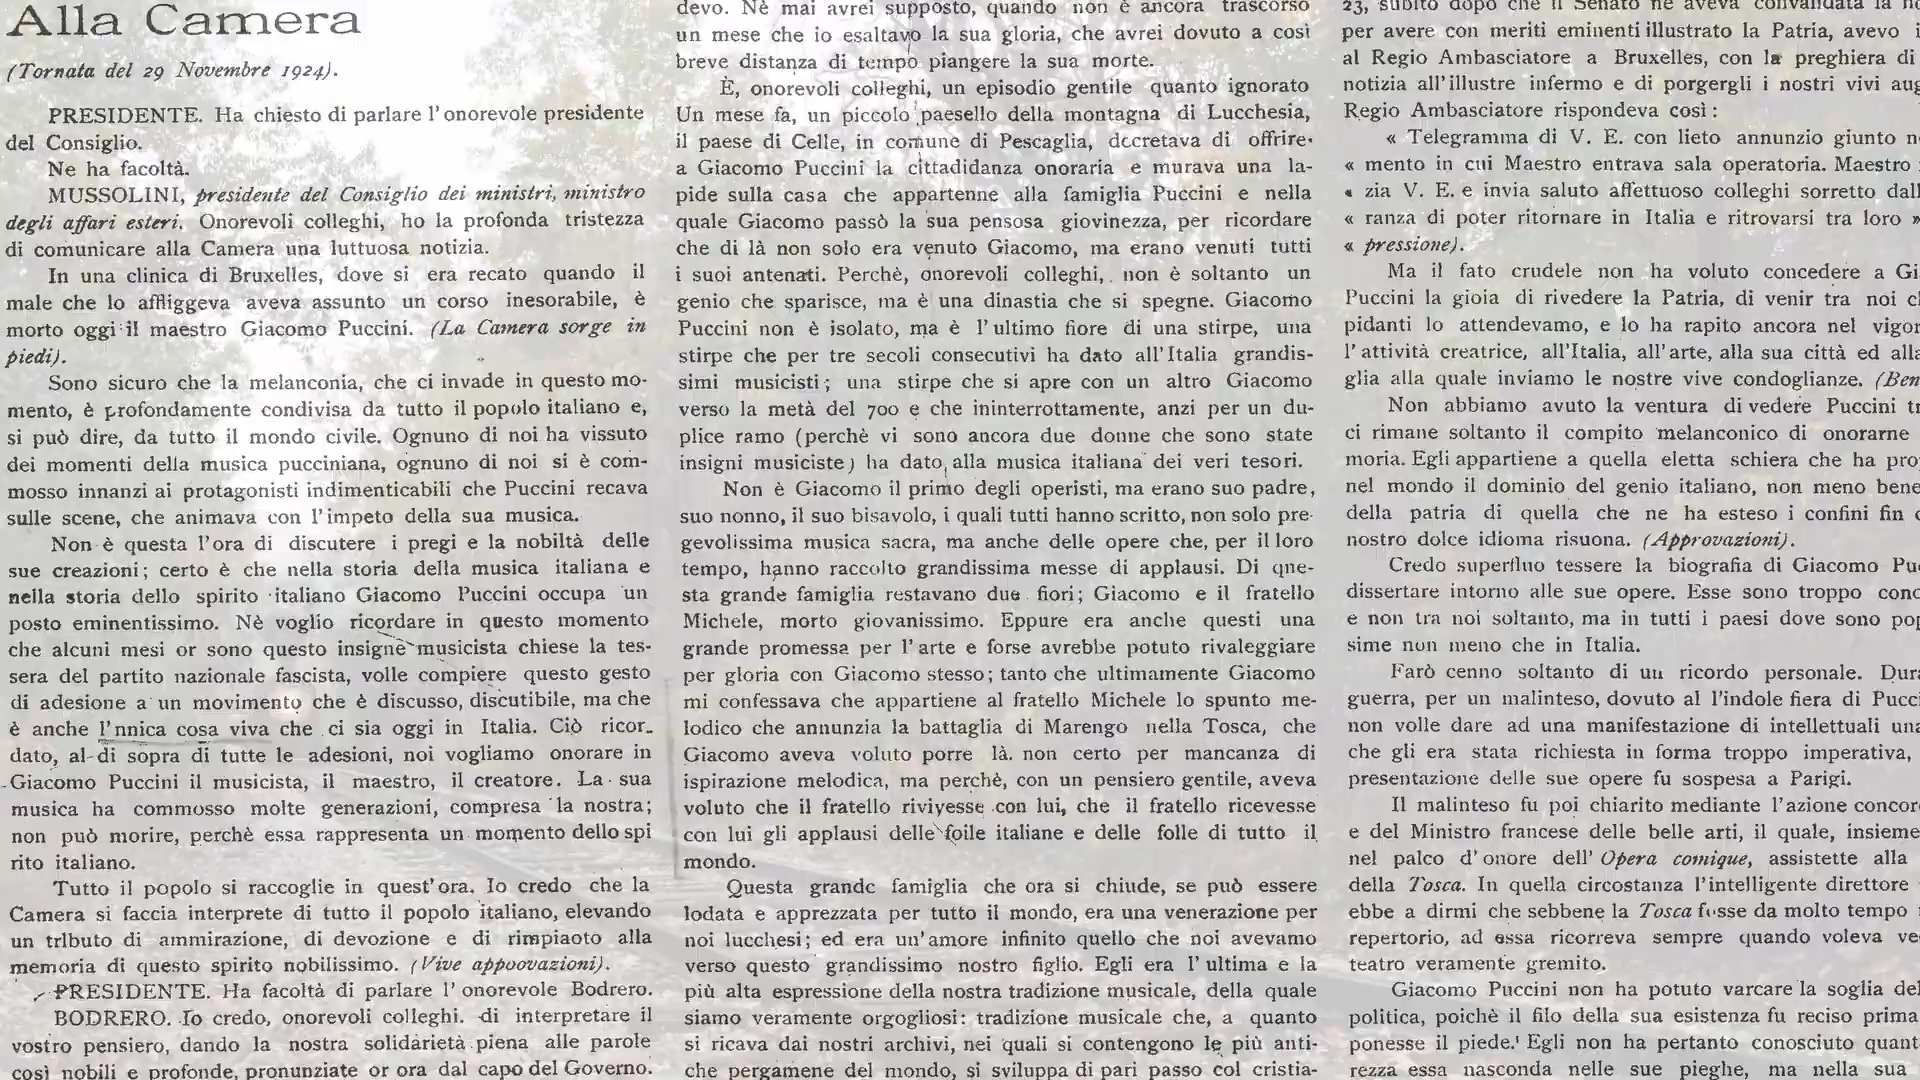 Alla Camera
(Tornata del 29 Novembre 1924).
PRESIDENTE. Ha chiesto di parlare l'onorevole presidente
del Consiglio.
Ne ha facoltà.
MUSSOLINI, presidente del Consiglio dei ministri, ministro
degli affari esteri. Onorevoli colleghi, ho la profonda tristezza
di comunicare alla Camera una luttuosa notizia.
In una clinica di Bruxelles, dove si era recato quando il
male che lo affliggeva aveva assunto un corso inesorabile, è
morto oggi il maestro Giacomo Puccini. (La Camera sorge in
piedi).
Sono sicuro che la melanconia, che ci invade in questo mo-
mento, è profondamente condivisa da tutto il popolo italiano e,
si può dire, da tutto il mondo civile. Ognuno di noi ha vissuto
dei momenti della musica pucciniana, ognuno di noi si è com-
mosso innanzi ai protagonisti indimenticabili che Puccini recava
sulle scene, che animava con l'impeto della sua musica.
Non è questa l'ora di discutere i pregi e la nobiltà delle
sue creazioni; certo è che nella storia della musica italiana e
nella storia dello spirito italiano Giacomo Puccini occupa un
posto eminentissimo. Nè voglio ricordare in questo momento
che alcuni mesi or sono questo insigne musicista chiese la tes-
sera del partito nazionale fascista, volle compiere questo gesto
di adesione a un movimento che è discusso, discutibile, ma che
è anche l'nnica cosa viva che ci sia oggi in Italia. Ciò ricor-
dato, al di sopra di tutte le adesioni, noi vogliamo onorare in
Giacomo Puccini il musicista, il maestro, il creatore. La sua
musica ha commosso molte generazioni, compresa la nostra;
non può morire, perchè essa rappresenta un momento dello spi
rito italiano.
Tutto il popolo si raccoglie in quest'ora. Io credo che la
Camera si faccia interprete di tutto il popolo italiano, elevando
un trlbuto di ammirazione, di devozione e di rimpiaoto alla
memoria di questo spirito nobilissimo. (Vive appoovazioni).
PRESIDENTE. Ha facoltà di parlare l'onorevole Bodrero.
BODRERO. Io credo, onorevoli colleghi. di interpretare il
vostro pensiero, dando la nostra solidarietà piena alle parole
così nobili e profonde, pronunziate or ora dal capo del Governo.
devo. Nè mai avrei supposto, quando non è ancora trascorso
un mese che io esaltavo la sua gloria, che avrei dovuto a così
breve distanza di tempo piangere la sua morte.
È, onorevoli colleghi, un episodio gentile quanto ignorato
Un mese fa, un piccolo paesello della montagna di Lucchesia,
il paese di Celle, in comune di Pescaglia, dccretava di offrire
a Giacomo Puccini la cittadidanza onoraria e murava una la-
pide sulla casa che appartenne alla famiglia Puccini e nella
quale Giacomo passò la sua pensosa giovinezza, per ricordare
che di là non solo era venuto Giacomo, ma erano venuti tutti
i suoi antenati. Perchè, onorevoli colleghi, non è soltanto un
genio che sparisce, ma è una dinastia che si spegne. Giacomo
Puccini non è isolato, ma è l'ultimo fiore di una stirpe, una
stirpe che per tre secoli consecutivi ha dato all'Italia grandis-
simi musicisti; una stirpe che si apre con un altro Giacomo
verso la metà del 700 e che ininterrottamente, anzi per un du-
plice ramo (perchè vi sono ancora due donne che sono state
insigni musiciste) ha dato alla musica italiana dei veri tesori.
Non è Giacomo il primo degli operisti, ma erano suo padre,
suo nonno, il suo bisavolo, i quali tutti hanno scritto, non solo pre-
gevolissima musica sacra, ma anche delle opere che, per il loro
tempo, hanno raccolto grandissima messe di applausi. Di qne-
sta grande famiglia restavano due fiori; Giacomo e il fratello
Michele, morto giovanissimo. Eppure era anche questi una
grande promessa per l'arte e forse avrebbe potuto rivaleggiare
per gloria con Giacomo stesso; tanto che ultimamente Giacomo
mi confessava che appartiene al fratello Michele lo spunto me-
lodico che annunzia la battaglia di Marengo nella Tosca, che
Giacomo aveva voluto porre là. non certo per mancanza di
ispirazione melodica, ma perchè, con un pensiero gentile, aveva
voluto che il fratello rivivesse con lui, che il fratello ricevesse
con lui gli applausi delle foile italiane e delle folle di tutto il
mondo.
Questa grandc famiglia che ora si chiude, se può essere
lodata e apprezzata per tutto il mondo, era una venerazione per
noi lucchesi; ed era un'amore infinito quello che noi avevamo
verso questo grandissimo nostro figlio. Egli era l'ultima e la
più alta espressione della nostra tradizione musicale, della quale
siamo veramente orgogliosi: tradizione musicale che, a quanto
si ricava dai nostri archivi, nei quali si contengono le più anti-
che pergamene del mondo, si sviluppa di pari passo col cristia-
23, subito dopo che il Senato ne aveva convalidata la
per avere con meriti eminenti illustrato la Patria, avevo
al Regio Ambasciatore a Bruxelles, con la preghiera di
notizia all'illustre infermo e di porgergli i nostri vivi aug
Regio Ambasciatore rispondeva così:
« Telegramma di V. E. con lieto annunzio giunto n
« mento in cui Maestro entrava sala operatoria. Maestro
« zia V. E. e invia saluto affettuoso colleghi sorretto dall
« ranza di poter ritornare in Italia e ritrovarsi tra loro »
« pressione).
Ma il fato crudele non ha voluto concedere a Gi
Puccini la gioia di rivedere la Patria, di venir tra noi c
pidanti lo attendevamo, e lo ha rapito ancora nel vigor
l'attività creatrice, all'Italia, all'arte, alla sua città ed alla
glia alla quale inviamo le nostre vive condoglianze. (Ben
Non abbiamo avuto la ventura di vedere Puccini tr
ci rimane soltanto il compito melanconico di onorarne
moria. Egli appartiene a quella eletta schiera che ha pro
nel mondo il dominio del genio italiano, non meno bene
della patria di quella che ne ha esteso i confini fin
nostro dolce idioma risuona. (Approvazioni).
Credo superfluo tessere la biografia di Giacomo Pu
dissertare intorno alle sue opere. Esse sono troppo cono
e non tra noi soltanto, ma in tutti i paesi dove sono pop
sime non meno che in Italia.
Farò cenno soltanto di un ricordo personale. Dura
guerra, per un malinteso, dovuto al l'indole fiera di Pucci
non volle dare ad una manifestazione di intellettuali una
che gli era stata richiesta in forma troppo imperativa,
presentazione delle sue opere fu sospesa a Parigi.
Il malinteso fu poi chiarito mediante l'azione concor
e del Ministro francese delle belle arti, il quale, insieme
nel palco d'onore dell' Opera comique, assistette alla
della Tosca. In quella circostanza l'intelligente direttore
ebbe a dirmi che sebbene la Tosca fosse da molto tempo
repertorio, ad essa ricorreva sempre quando voleva ve
teatro veramente gremito.
Giacomo Puccini non ha potuto varcare la soglia del
politica, poichè il filo della sua esistenza fu reciso prima
ponesse il piede. Egli non ha pertanto conosciuto quant
rezza essa nasconda nelle sue pieghe, ma nella sua